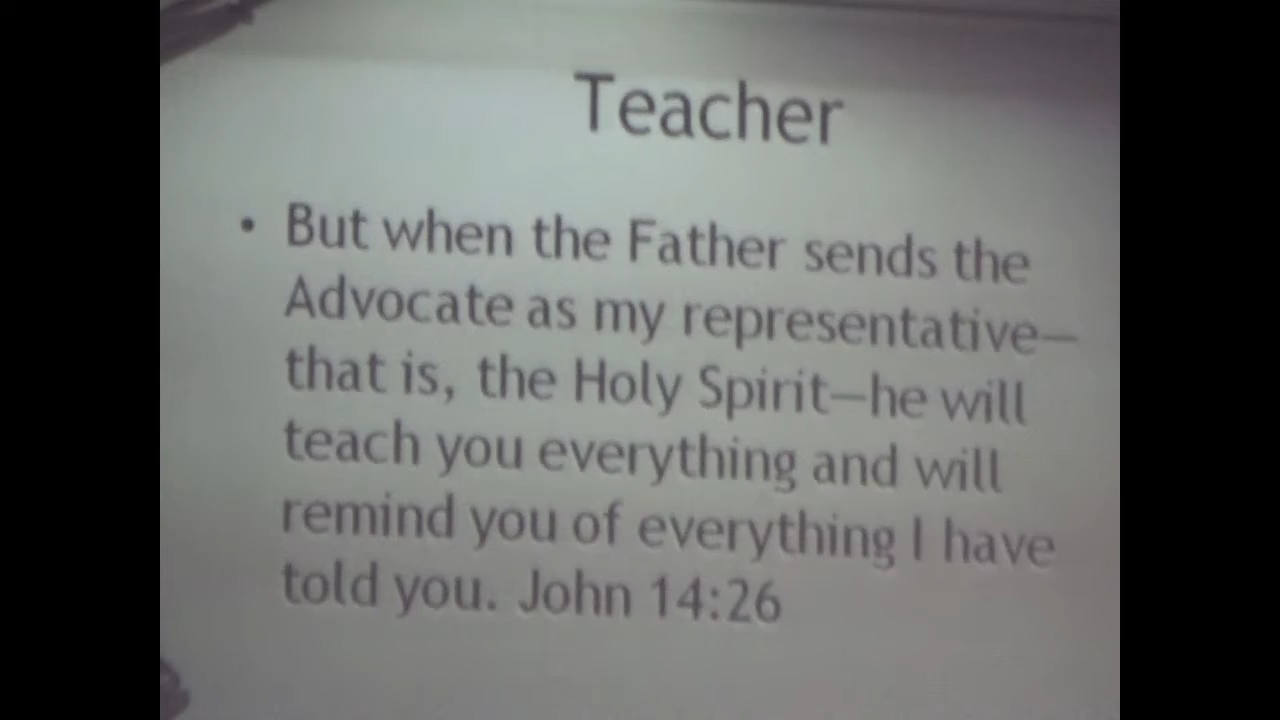 Teacher
• But when the Father sends the
Advocate as my representative—
that is, the Holy Spirit—he will
teach you everything and will
remind you of everything I have
told you. John 14:26